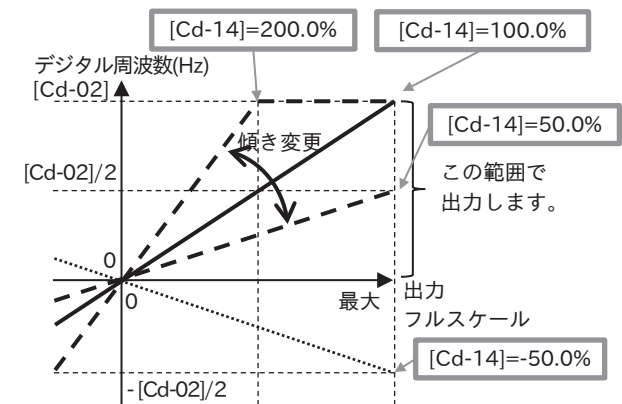 [Cd-14]=200.0%
[Cd-14]=100.0%
デジタル周波数(Hz)
[Cd-02]
[Cd-14]=50.0%
傾き変更
[Cd-02]/2
この範囲で
出力します。
0
0
最大
出力
フルスケール
[Cd-14]=-50.0%
-[Cd-02]/2